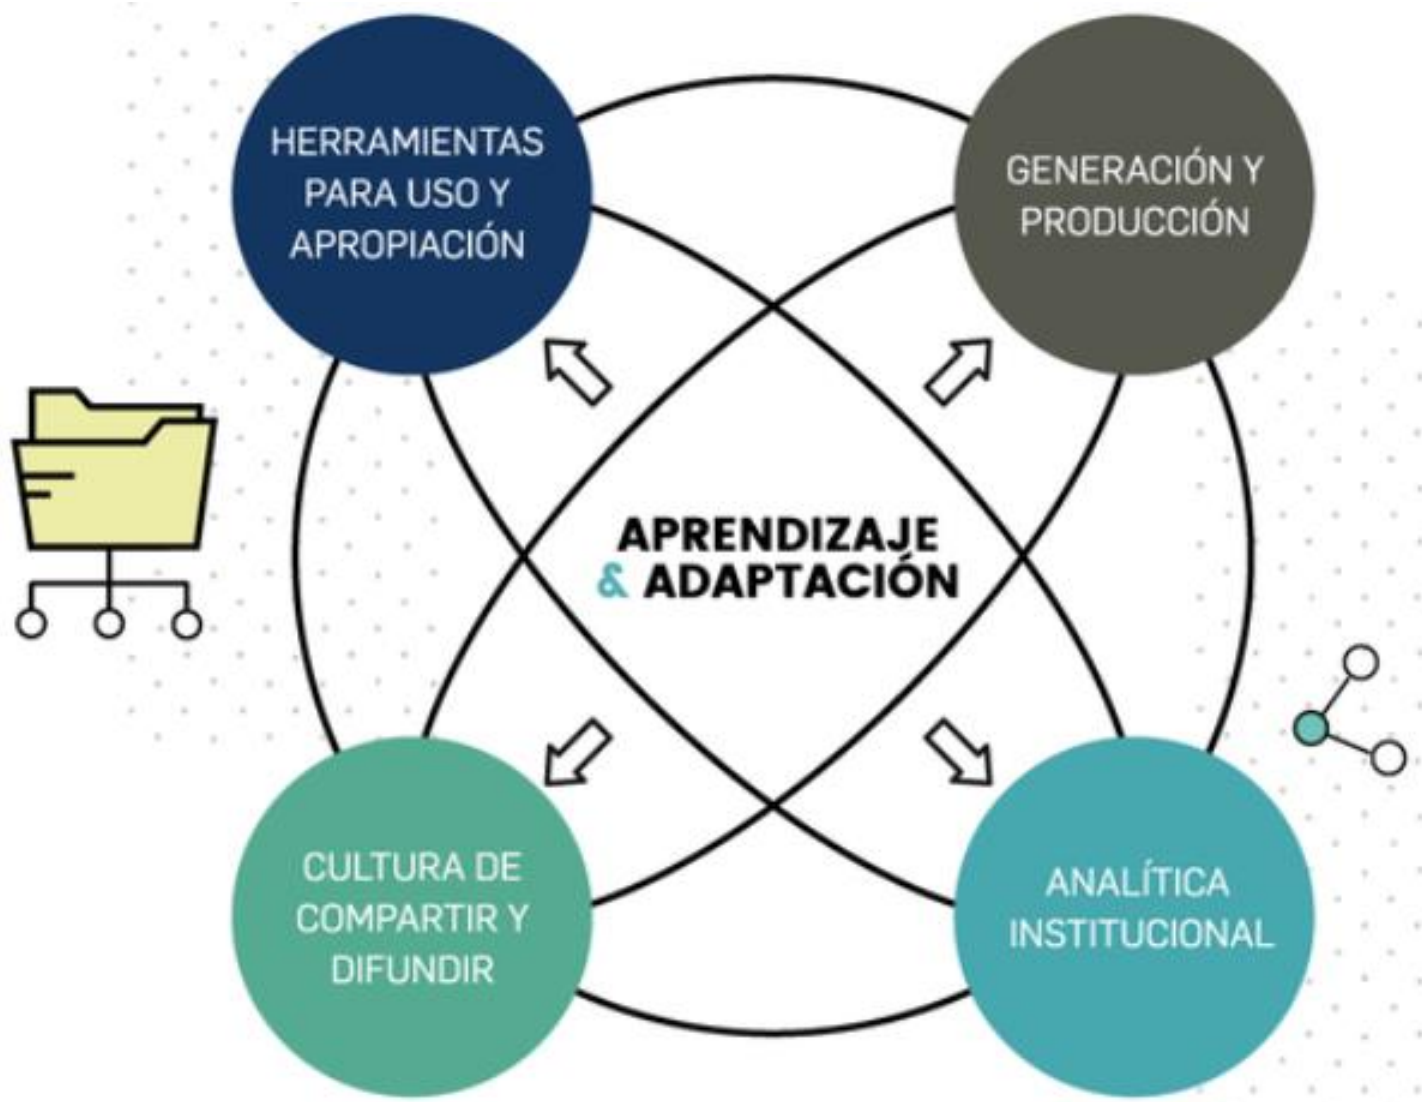 HERRAMIENTAS
PARA USO Y
APROPIACIÓN
GENERACIÓN Y
PRODUCCIÓN
APRENDIZAJE
& ADAPTACIÓN
CULTURA DE
COMPARTIR Y
DIFUNDIR
ANALÍTICA
INSTITUCIONAL